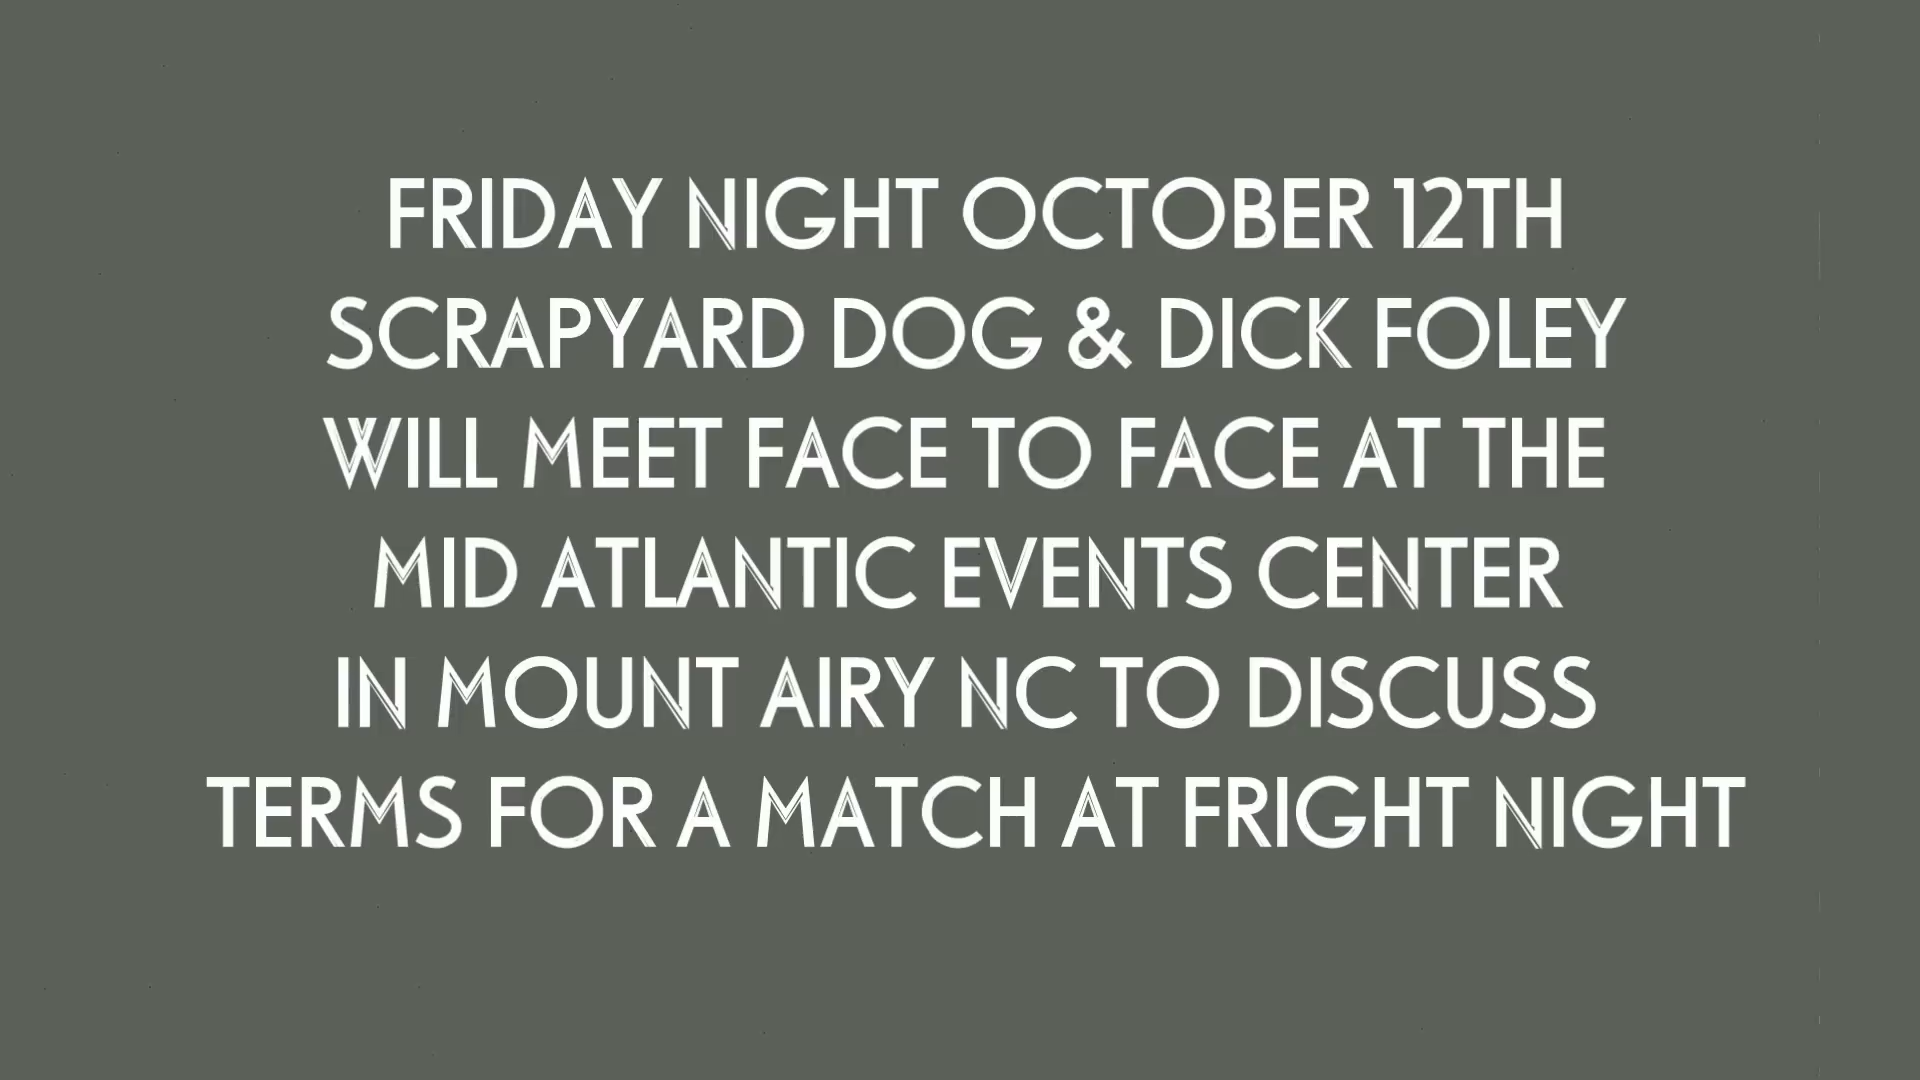 FRIDAY NIGHT OCTOBER 12TH
SCRAPYARD DOG & DICK FOLEY
WILL MEET FACE TO FACE AT THE
MID ATLANTIC EVENTS CENTER
IN MOUNT AIRY NC TO DISCUSS
TERMS FOR A MATCH AT FRIGHT NIGHT